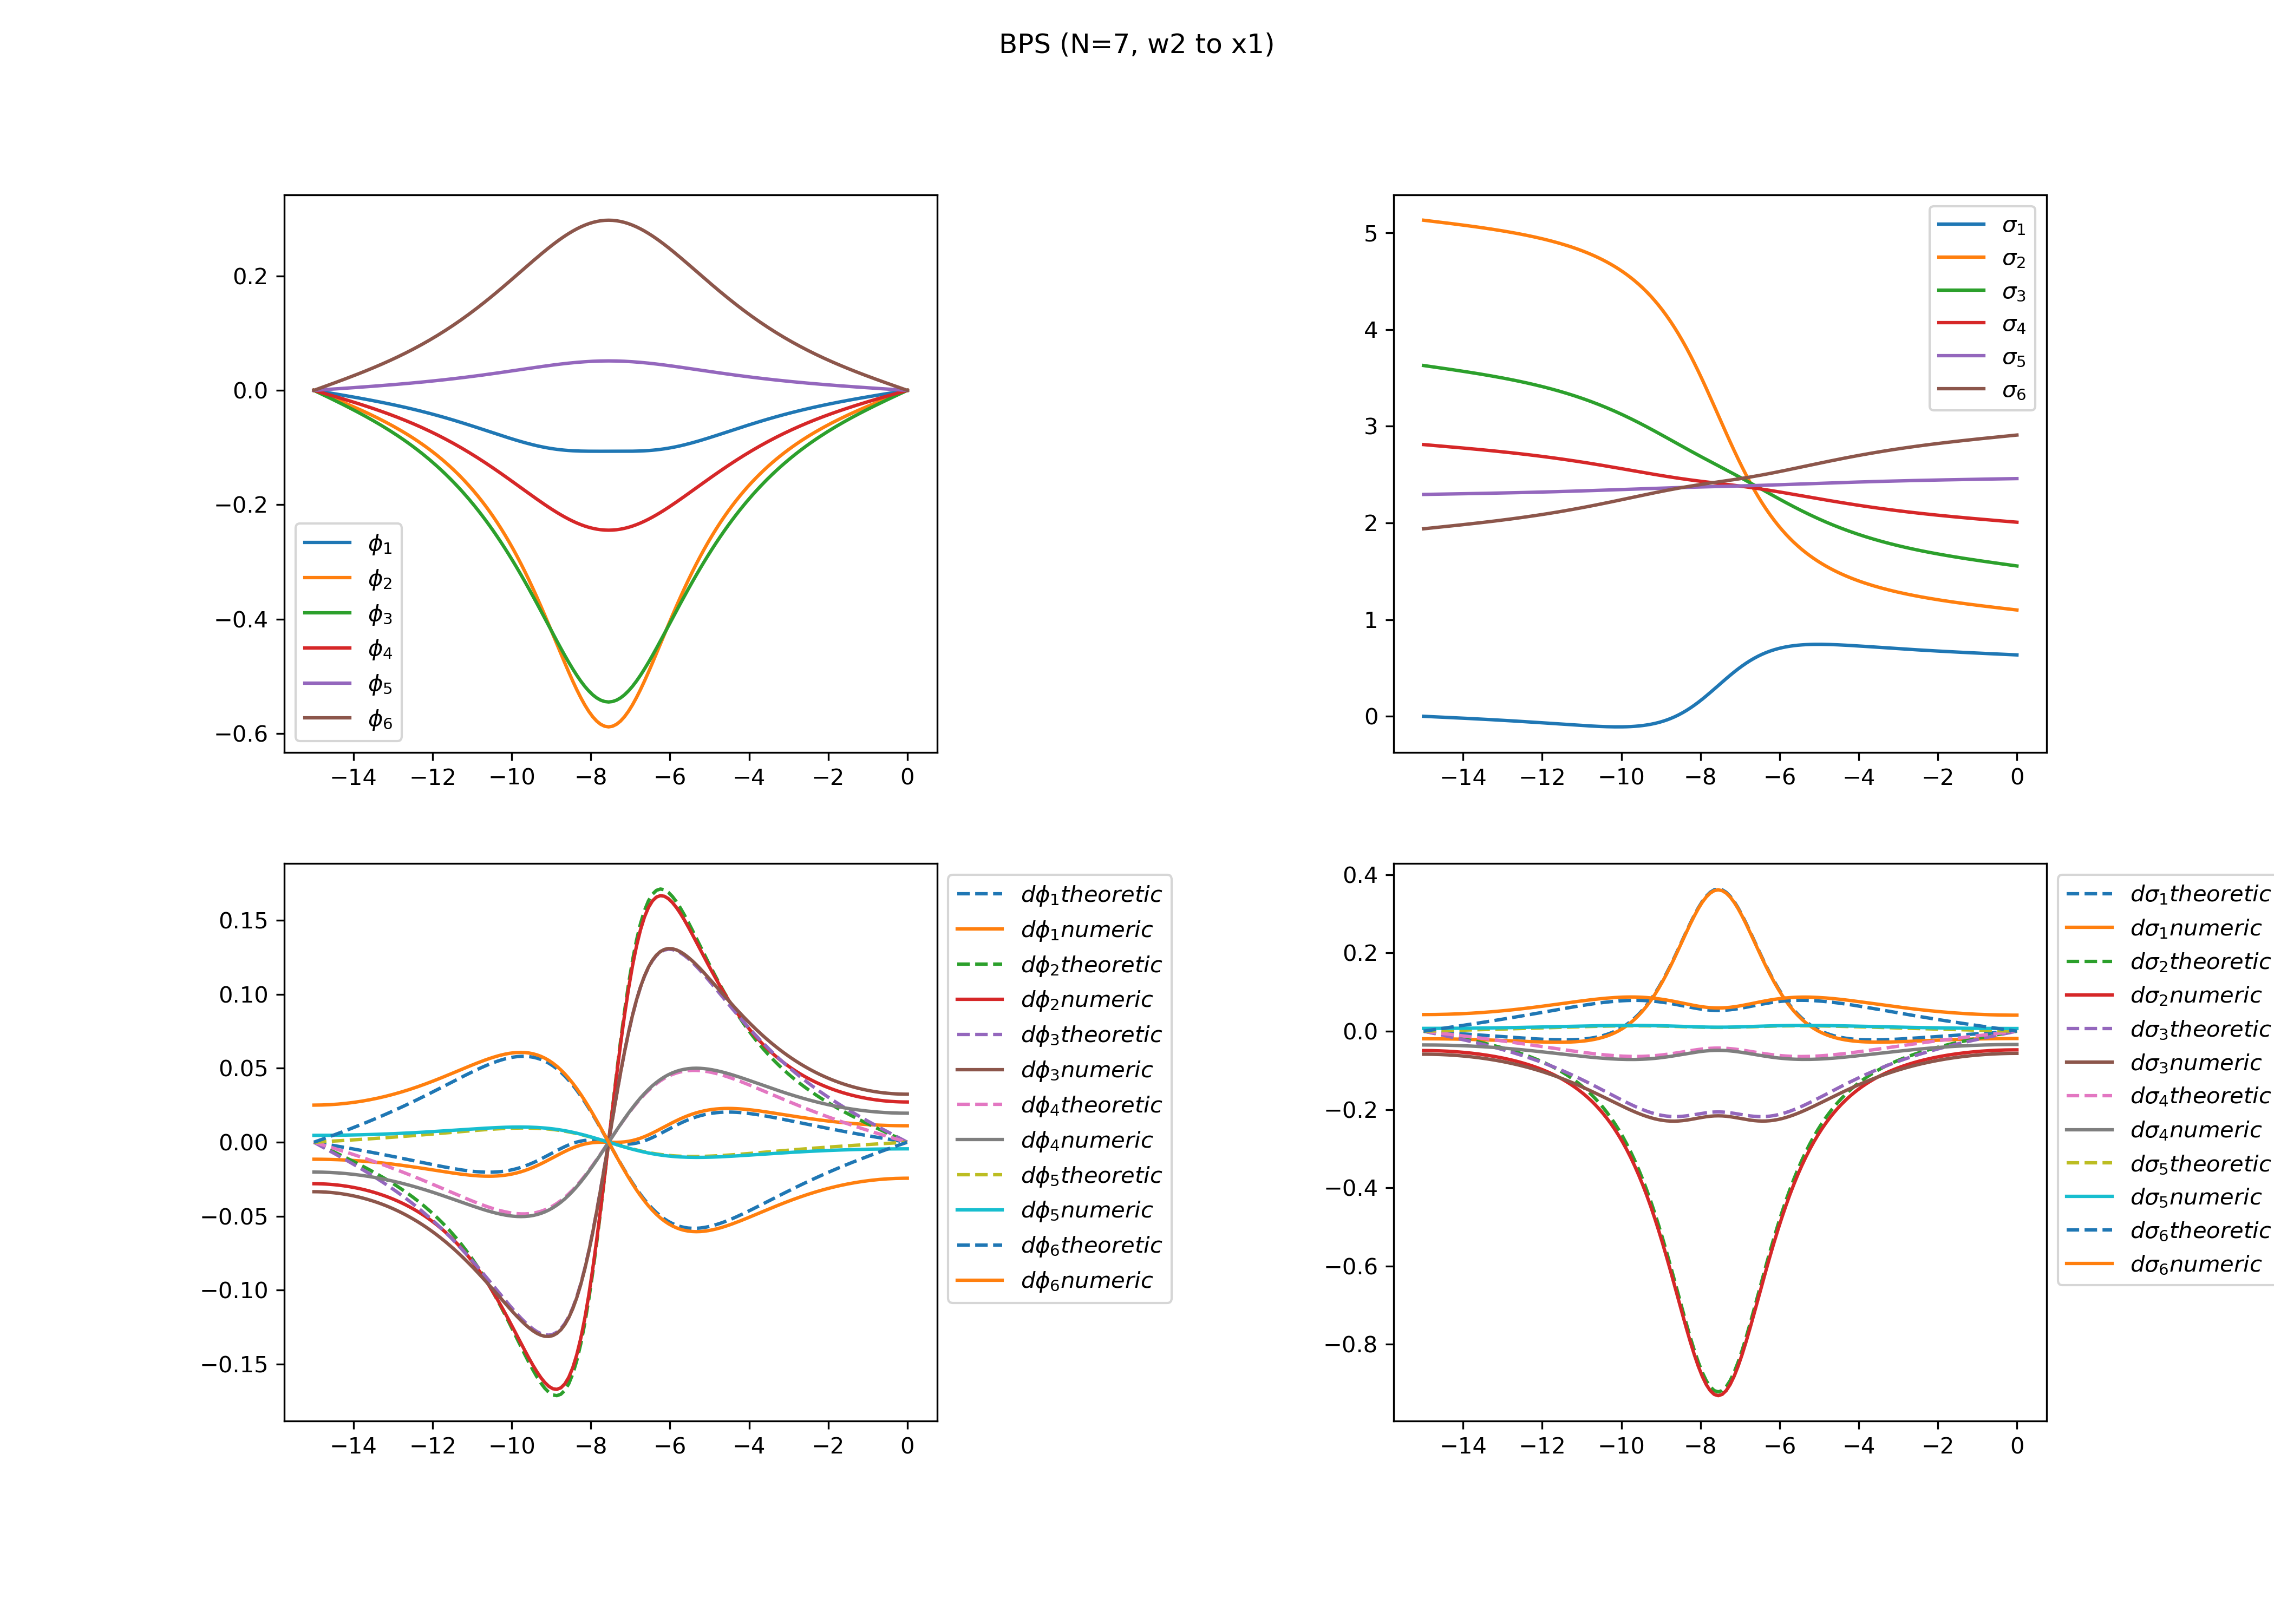 BPS (N=7, w2 to x1)
0.2
0.0
−0.2
−0.4
−0.6
ϕ1
ϕ2
ϕ3
ϕ4
ϕ5
ϕ6
−14 −12 −10 −8 −6 −4 −2 0
5
4
3
2
1
0
σ1
σ2
σ3
σ4
σ5
σ6
−14 −12 −10 −8 −6 −4 −2 0
0.15
0.10
0.05
0.00
−0.05
−0.10
−0.15
dϕ1theoretic
dϕ1numeric
dϕ2theoretic
dϕ2numeric
dϕ3theoretic
dϕ3numeric
dϕ4theoretic
dϕ4numeric
dϕ5theoretic
dϕ5numeric
dϕ6theoretic
dϕ6numeric
−14 −12 −10 −8 −6 −4 −2 0
0.4
0.2
0.0
−0.2
−0.4
−0.6
−0.8
dσ1theoretic
dσ1numeric
dσ2theoretic
dσ2numeric
dσ3theoretic
dσ3numeric
dσ4theoretic
dσ4numeric
dσ5theoretic
dσ5numeric
dσ6theoretic
dσ6numeric
−14 −12 −10 −8 −6 −4 −2 0